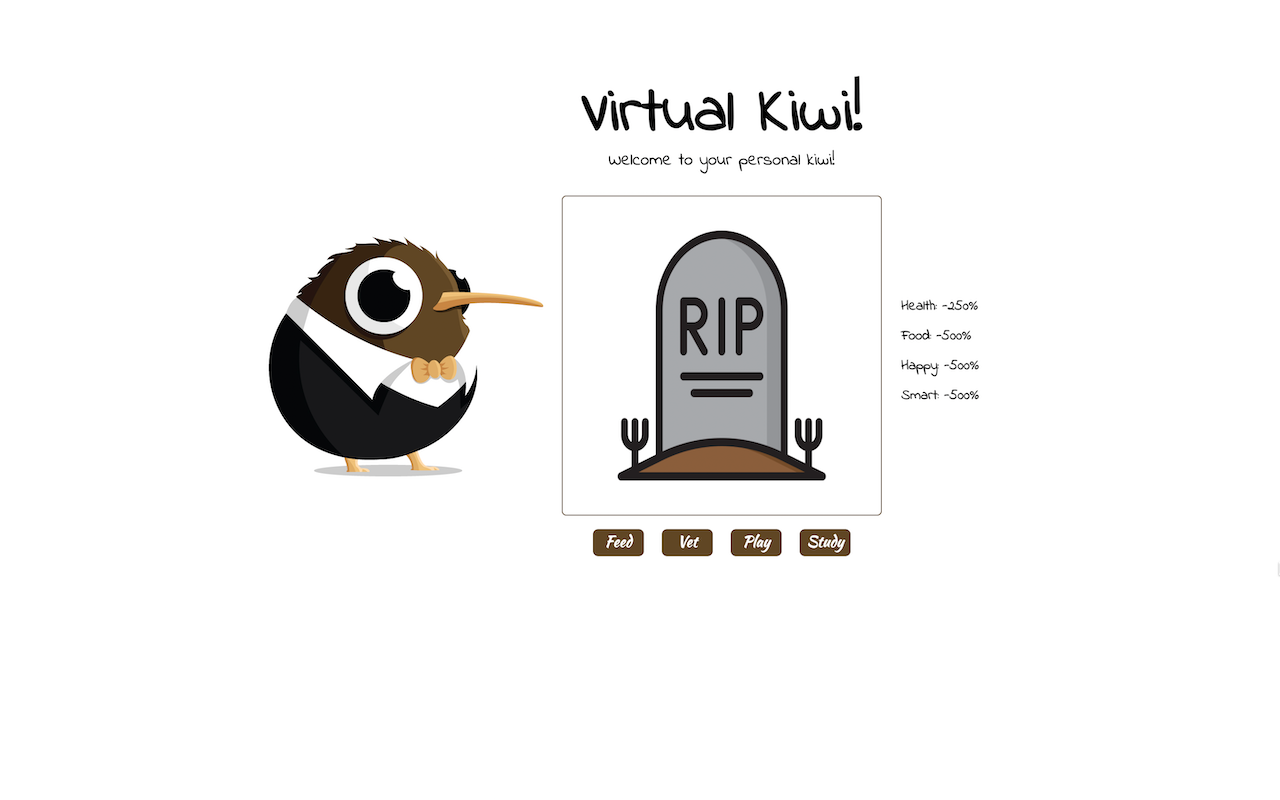 Virtual Kiwi!
Welcome to your personal kiwi!
RIP
Health: -250%
Food: -500%
Happy: -500%
Smart: -500%
Feed Vet Play Study